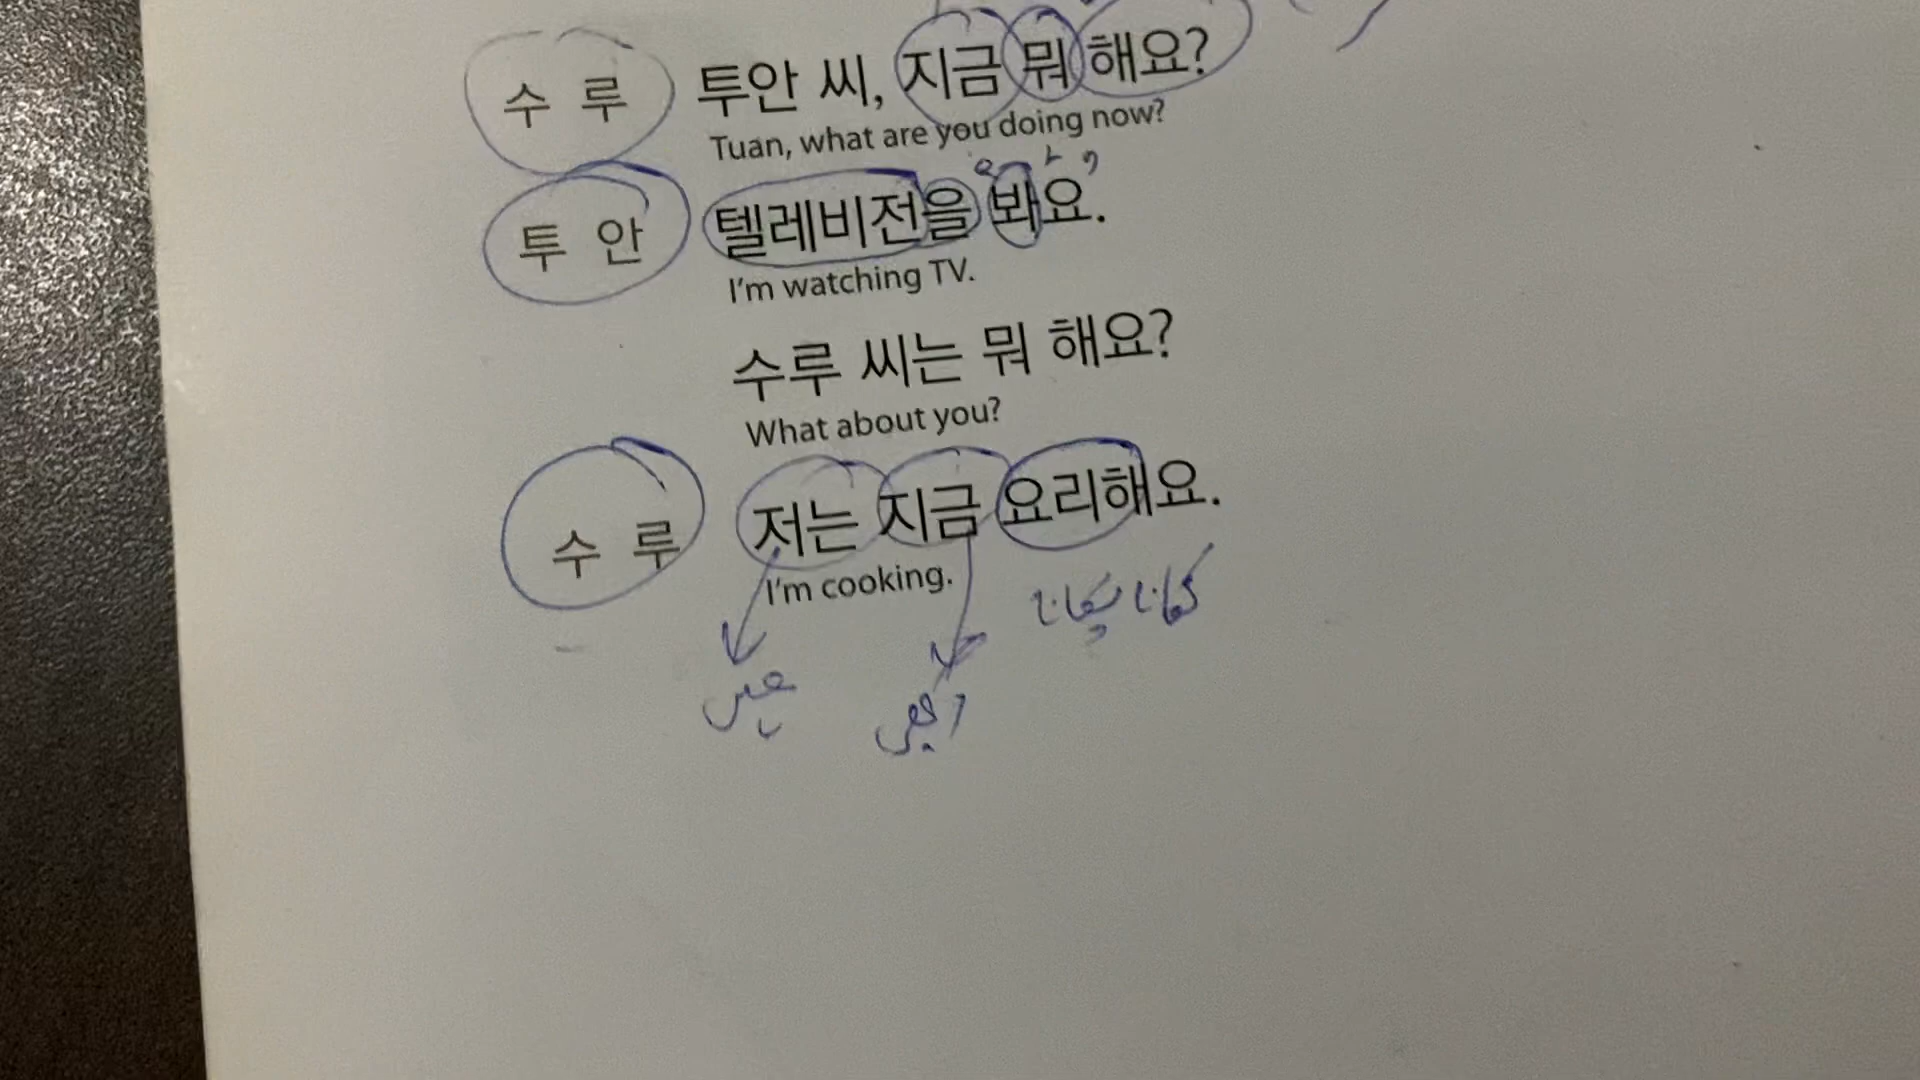 수 루 투안 씨, 지금 뭐 해요?
Tuan, what are you doing now?
투 안 텔레비전을 봐요.
I'm watching TV.
수루 씨는 뭐 해요?
What about you?
수 루 저는 지금 요리해요.
I'm cooking.
کھانا پکانا
میں
ابھی